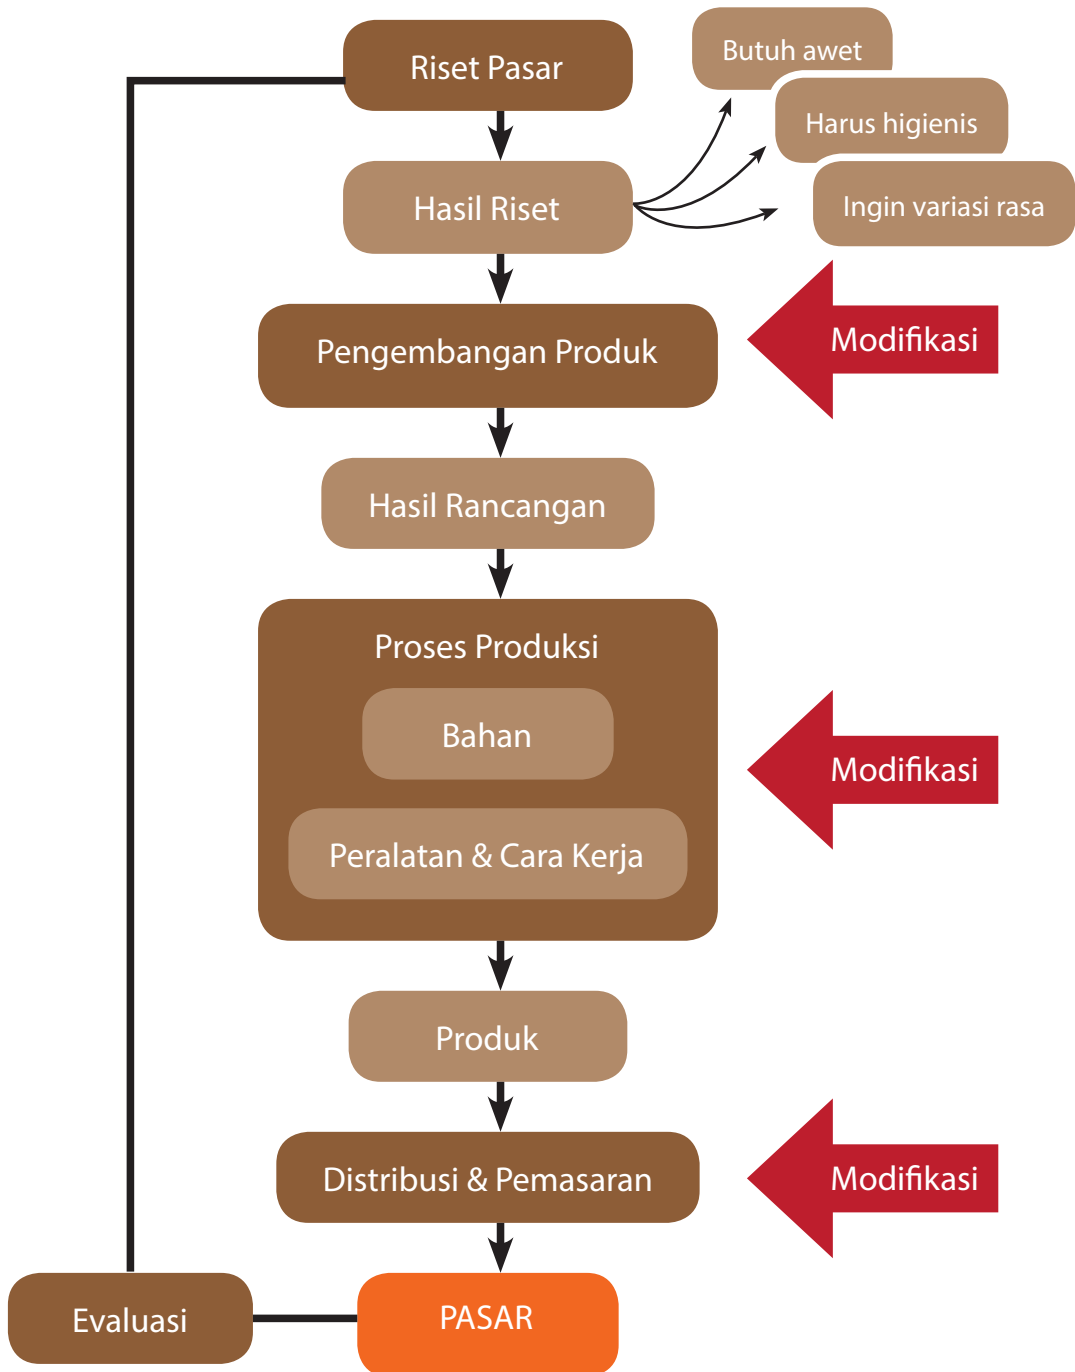 Riset Pasar
Butuh awet
Harus higienis
Hasil Riset
Ingin variasi rasa
Pengembangan Produk
Modifikasi
Hasil Rancangan
Proses Produksi
Bahan
Modifikasi
Peralatan & Cara Kerja
Produk
Distribusi & Pemasaran
Modifikasi
Evaluasi
PASAR